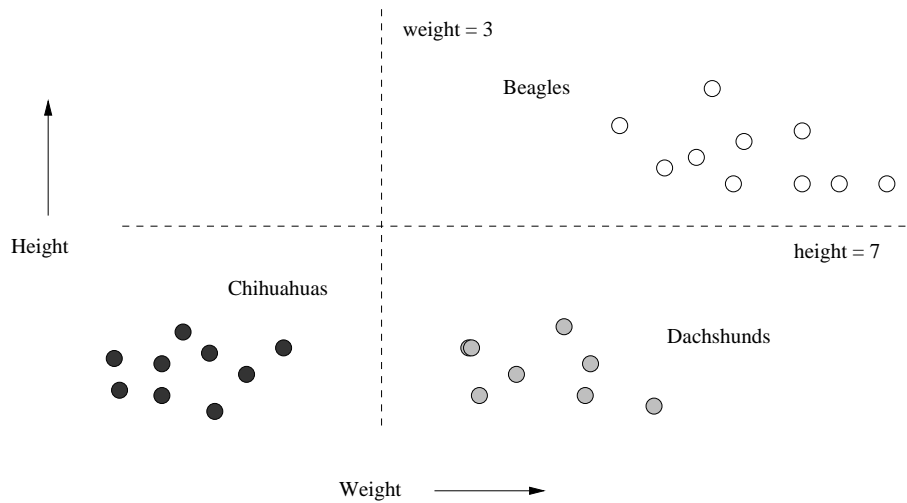 weight = 3
Beagles
Height
height = 7
Chihuahuas
Dachshunds
Weight